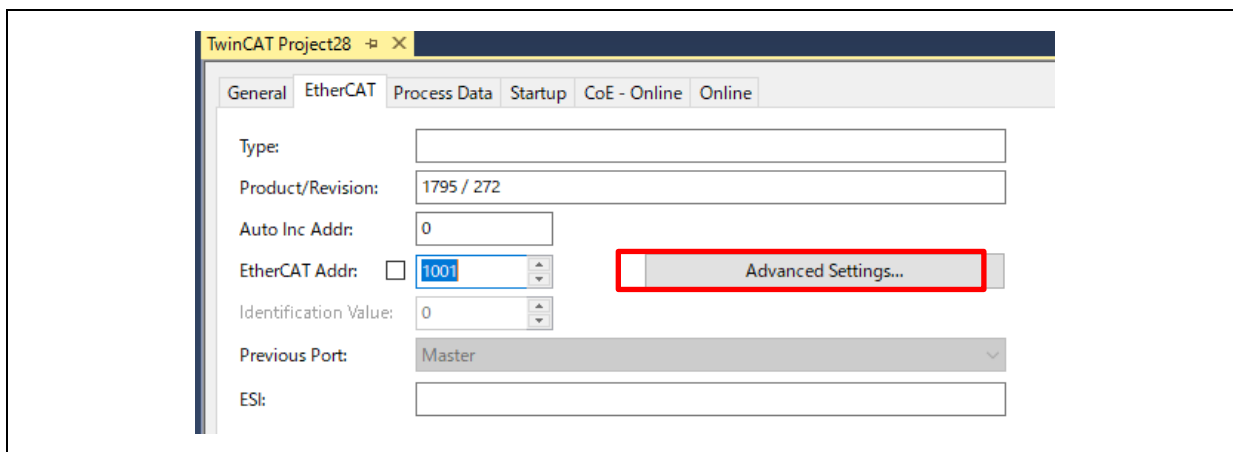 TwinCAT Project28
General EtherCAT Process Data Startup CoE - Online Online
Type:
Product/Revision: 1795 / 272
Auto Inc Addr: 0
EtherCAT Addr: 1001 Advanced Settings...
Identification Value: 0
Previous Port: Master
ESI: